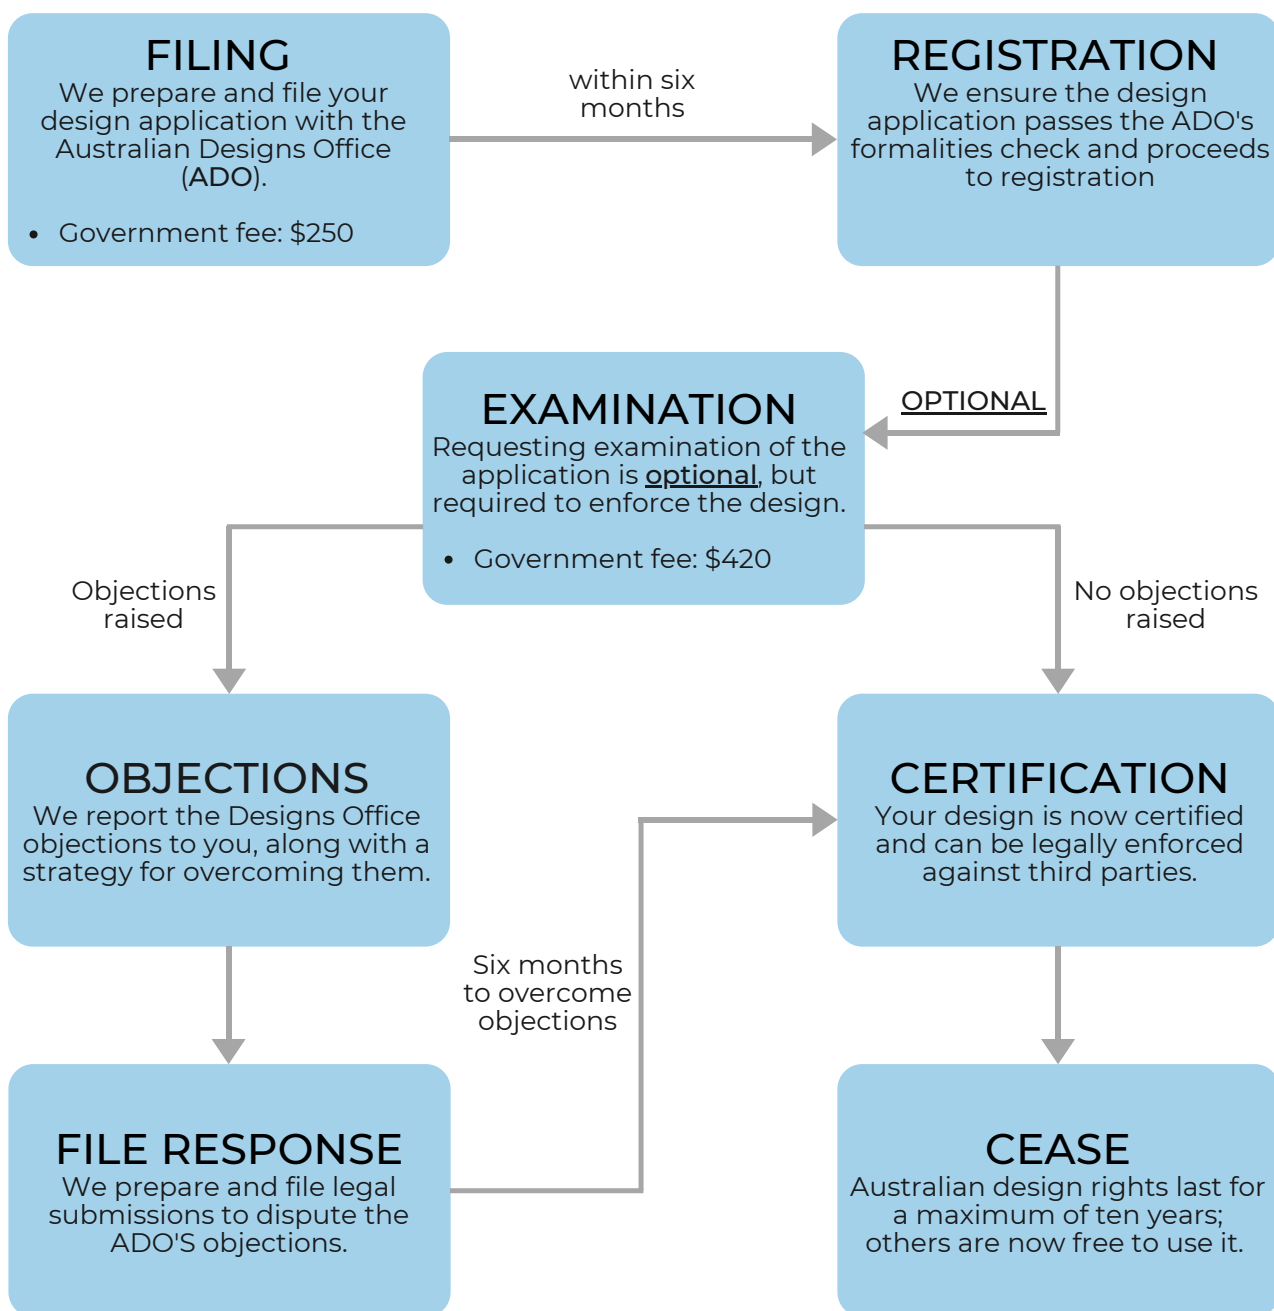 FILING
We prepare and file your
design application with the
Australian Designs Office
(ADO).
• Government fee: $250
within six
months
REGISTRATION
We ensure the design
application passes the ADO's
formalities check and proceeds
to registration
OPTIONAL
EXAMINATION
Requesting examination of the
application is optional, but
required to enforce the design.
• Government fee: $420
Objections
raised
No objections
raised
OBJECTIONS
We report the Designs Office
objections to you, along with a
strategy for overcoming them.
CERTIFICATION
Your design is now certified
and can be legally enforced
against third parties.
Six months
to overcome
objections
FILE RESPONSE
We prepare and file legal
submissions to dispute the
ADO'S objections.
CEASE
Australian design rights last for
a maximum of ten years;
others are now free to use it.